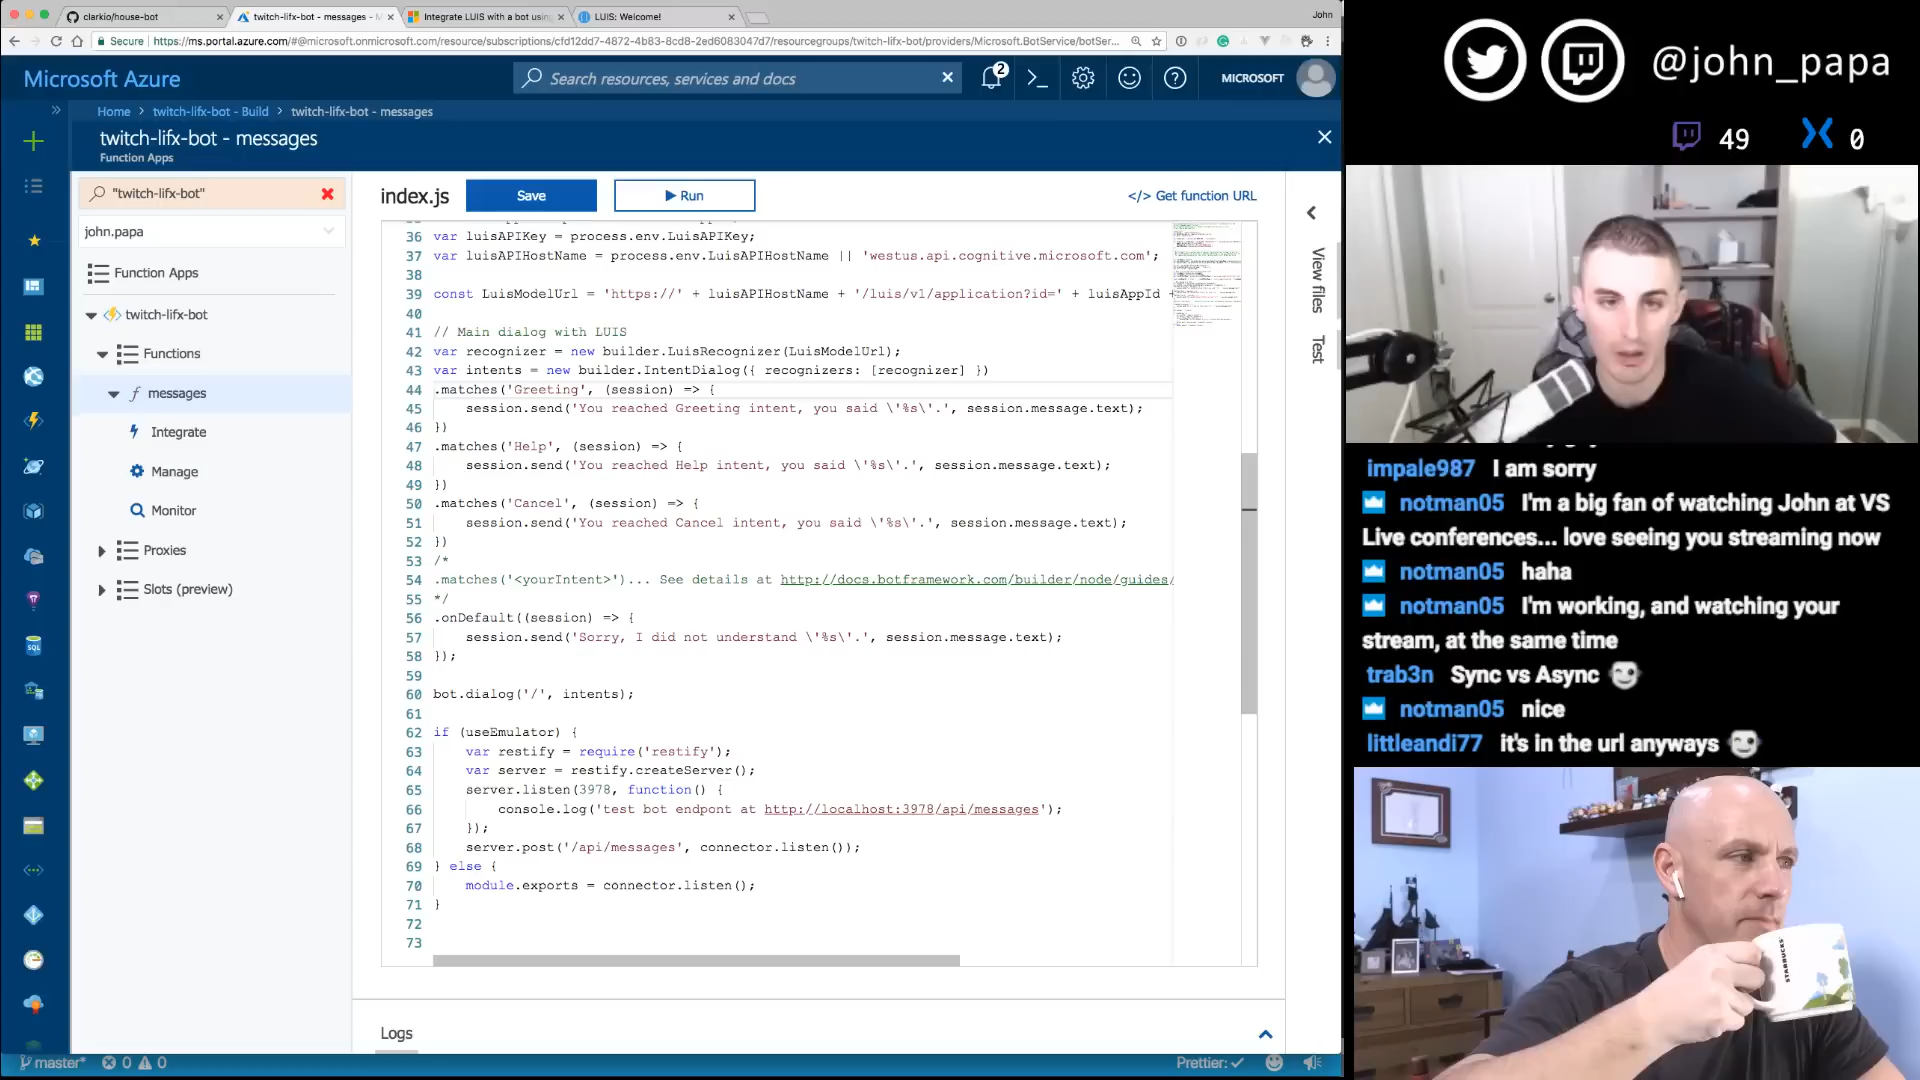 clarkio/house-bot
twitch-lifx-bot - messages - M
Integrate LUIS with a bot using
LUIS: Welcome!
John
Secure
https://ms.portal.azure.com/#@microsoft.onmicrosoft.com/resource/subscriptions/cfd12dd7-4872-4b83-8cd8-2ed6083047d7/resourcegroups/twitch-lifx-bot/providers/Microsoft.BotService/botSer...
Microsoft Azure
Search resources, services and docs
2
MICROSOFT
Home > twitch-lifx-bot - Build > twitch-lifx-bot - messages
twitch-lifx-bot - messages
Function Apps
"twitch-lifx-bot"
john.papa
Function Apps
twitch-lifx-bot
Functions
messages
Integrate
Manage
Monitor
Proxies
Slots (preview)
SQL
index.js
Save
Run
</> Get function URL
View files
Test
36 var luisAPIKey = process.env.LuisAPIKey;
37 var luisAPIHostName = process.env.LuisAPIHostName || 'westus.api.cognitive.microsoft.com';
38
39 const LuisModelUrl = 'https://' + luisAPIHostName + '/luis/v1/application?id=' + luisAppId +
40
41 // Main dialog with LUIS
42 var recognizer = new builder.LuisRecognizer(LuisModelUrl);
43 var intents = new builder.IntentDialog({ recognizers: [recognizer] })
44 .matches('Greeting', (session) => {
45 session.send('You reached Greeting intent, you said \'%s\'.', session.message.text);
46 })
47 .matches('Help', (session) => {
48 session.send('You reached Help intent, you said \'%s\'.', session.message.text);
49 })
50 .matches('Cancel', (session) => {
51 session.send('You reached Cancel intent, you said \'%s\'.', session.message.text);
52 })
53 /*
54 .matches('<yourIntent>')... See details at http://docs.botframework.com/builder/node/guides/
55 */
56 .onDefault((session) => {
57 session.send('Sorry, I did not understand \'%s\'.', session.message.text);
58 });
59
60 bot.dialog('/', intents);
61
62 if (useEmulator) {
63 var restify = require('restify');
64 var server = restify.createServer();
65 server.listen(3978, function() {
66 console.log('test bot endpont at http://localhost:3978/api/messages');
67 });
68 server.post('/api/messages', connector.listen());
69 } else {
70 module.exports = connector.listen();
71 }
72
73
Logs
master*
0
0
Prettier: ✓
@john_papa
49
0
impale987 I am sorry
notman05 I'm a big fan of watching John at VS
Live conferences... love seeing you streaming now
notman05 haha
notman05 I'm working, and watching your
stream, at the same time
trab3n Sync vs Async
notman05 nice
littleandi77 it's in the url anyways
STARBUCKS